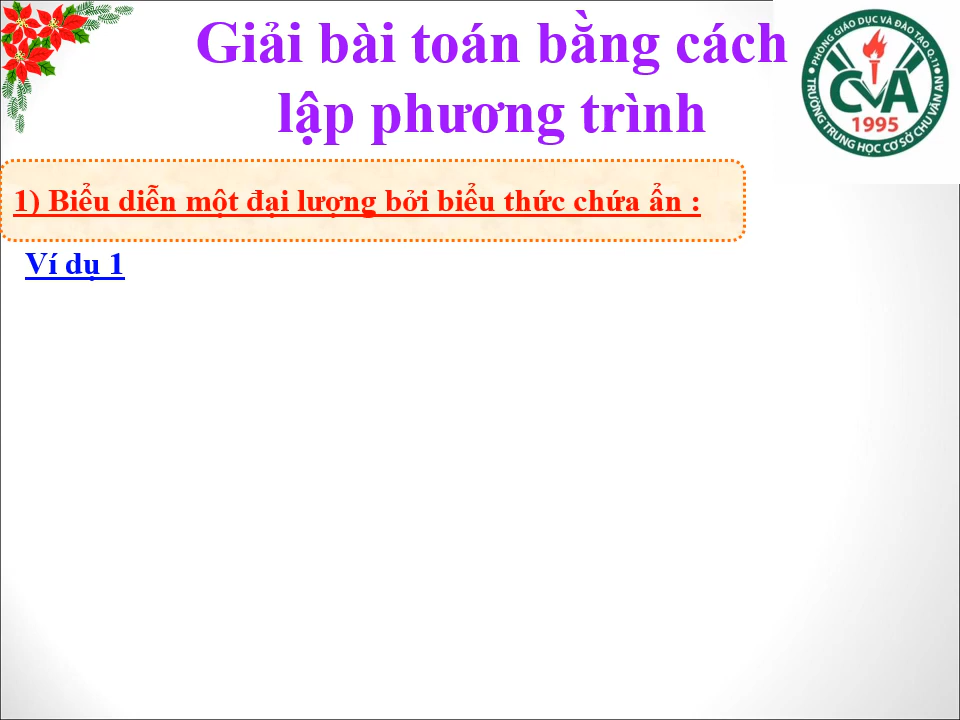 Giải bài toán bằng cách
lập phương trình
PHÒNG GIÁO DỤC VÀ ĐÀO TẠO Q.11
CVA
1995
TRƯỜNG TRUNG HỌC CƠ SỞ CHU VĂN AN
1) Biểu diễn một đại lượng bởi biểu thức chứa ẩn :
Ví dụ 1